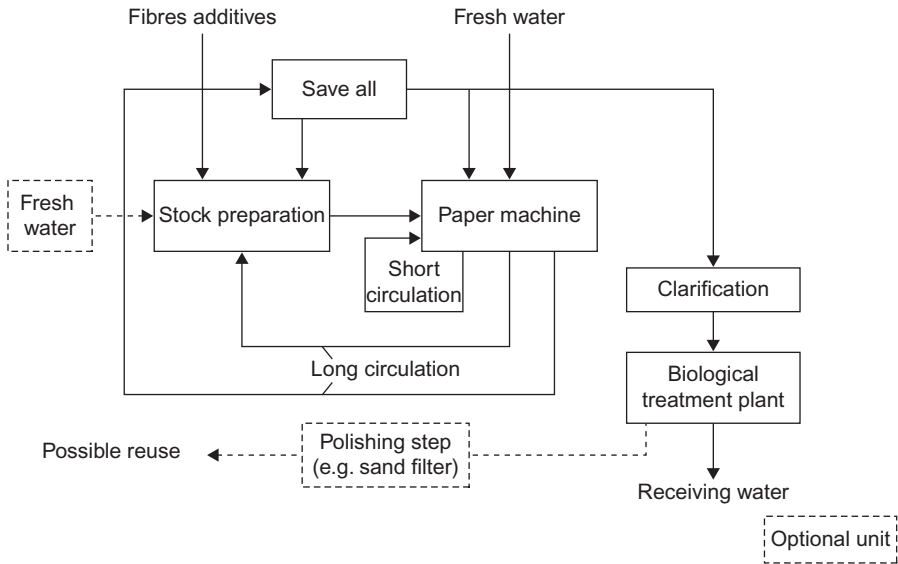 Fibres additives
Fresh water
Save all
Fresh
water
Stock preparation
Paper machine
Short
circulation
Clarification
Long circulation
Biological
treatment plant
Possible reuse
Polishing step
(e.g. sand filter)
Receiving water
Optional unit